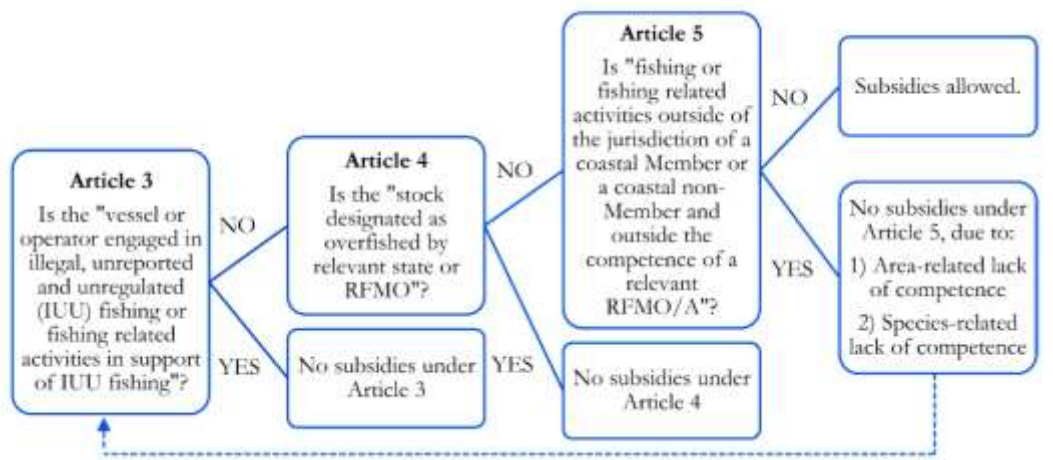 Article 3
Is the "vessel or
operator engaged in
illegal, unreported
and unregulated
(IUU) fishing or
fishing related
activities in support
of IUU fishing"?
NO
YES
Article 4
Is the "stock
designated as
overfished by
relevant state or
RFMO"?
No subsidies under
Article 3
NO
YES
Article 5
Is "fishing or
fishing related
activities outside of
the jurisdiction of a
coastal Member or
a coastal non-
Member and
outside the
competence of a
relevant
RFMO/A"?
No subsidies under
Article 4
NO
YES
Subsidies allowed.
No subsidies under
Article 5, due to:
1) Area-related lack
of competence
2) Species-related
lack of competence